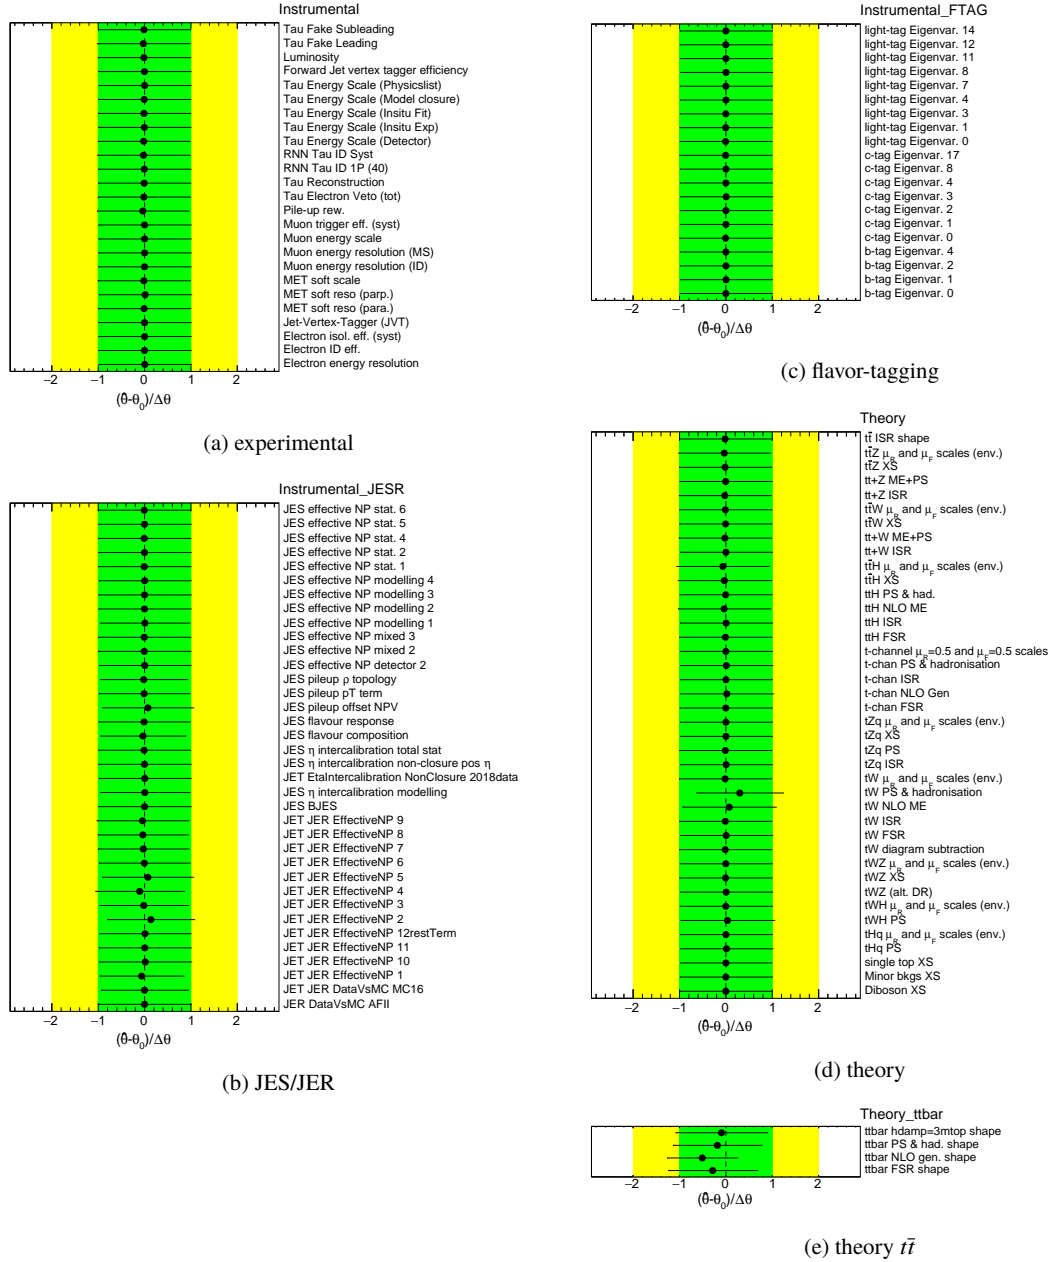 Instrumental
Tau Fake Subleading
Tau Fake Leading
Luminosity
Forward Jet vertex tagger efficiency
Tau Energy Scale (Physicslist)
Tau Energy Scale (Model closure)
Tau Energy Scale (Insitu Fit)
Tau Energy Scale (Insitu Exp)
Tau Energy Scale (Detector)
RNN Tau ID Syst
RNN Tau ID 1P (40)
Tau Reconstruction
Tau Electron Veto (tot)
Pile-up rew.
Muon trigger eff. (syst)
Muon energy scale
Muon energy resolution (MS)
Muon energy resolution (ID)
MET soft scale
MET soft reso (parp.)
MET soft reso (para.)
Jet-Vertex-Tagger (JVT)
Electron isol. eff. (syst)
Electron ID eff.
Electron energy resolution
−2 −1 0 1 2
(θ̂-θ₀)/Δθ
(a) experimental
Instrumental_JESR
JES effective NP stat. 6
JES effective NP stat. 5
JES effective NP stat. 4
JES effective NP stat. 2
JES effective NP stat. 1
JES effective NP modelling 4
JES effective NP modelling 3
JES effective NP modelling 2
JES effective NP modelling 1
JES effective NP mixed 3
JES effective NP mixed 2
JES effective NP detector 2
JES pileup ρ topology
JES pileup pT term
JES pileup offset NPV
JES flavour response
JES flavour composition
JES η intercalibration total stat
JES η intercalibration non-closure pos η
JET EtaIntercalibration NonClosure 2018data
JES η intercalibration modelling
JES BJES
JET JER EffectiveNP 9
JET JER EffectiveNP 8
JET JER EffectiveNP 7
JET JER EffectiveNP 6
JET JER EffectiveNP 5
JET JER EffectiveNP 4
JET JER EffectiveNP 3
JET JER EffectiveNP 2
JET JER EffectiveNP 12restTerm
JET JER EffectiveNP 11
JET JER EffectiveNP 10
JET JER EffectiveNP 1
JET JER DataVsMC MC16
JER DataVsMC AFII
−2 −1 0 1 2
(θ̂-θ₀)/Δθ
(b) JES/JER
Instrumental_FTAG
light-tag Eigenvar. 14
light-tag Eigenvar. 12
light-tag Eigenvar. 11
light-tag Eigenvar. 8
light-tag Eigenvar. 7
light-tag Eigenvar. 4
light-tag Eigenvar. 3
light-tag Eigenvar. 1
light-tag Eigenvar. 0
c-tag Eigenvar. 17
c-tag Eigenvar. 8
c-tag Eigenvar. 4
c-tag Eigenvar. 3
c-tag Eigenvar. 2
c-tag Eigenvar. 1
c-tag Eigenvar. 0
b-tag Eigenvar. 4
b-tag Eigenvar. 2
b-tag Eigenvar. 1
b-tag Eigenvar. 0
−2 −1 0 1 2
(θ̂-θ₀)/Δθ
(c) flavor-tagging
Theory
tt̄ ISR shape
tt̄Z μ_R and μ_F scales (env.)
tt̄Z XS
tt+Z ME+PS
tt+Z ISR
tt̄W μ_R and μ_F scales (env.)
tt̄W XS
tt+W ME+PS
tt+W ISR
tt̄H μ_R and μ_F scales (env.)
tt̄H XS
ttH PS & had.
ttH NLO ME
ttH ISR
ttH FSR
t-channel μ_R=0.5 and μ_F=0.5 scales
t-chan PS & hadronisation
t-chan ISR
t-chan NLO Gen
t-chan FSR
tZq μ_R and μ_F scales (env.)
tZq XS
tZq PS
tZq ISR
tW μ_R and μ_F scales (env.)
tW PS & hadronisation
tW NLO ME
tW ISR
tW FSR
tW diagram subtraction
tWZ μ_R and μ_F scales (env.)
tWZ XS
tWZ (alt. DR)
tWH μ_R and μ_F scales (env.)
tWH PS
tHq μ_R and μ_F scales (env.)
tHq PS
single top XS
Minor bkgs XS
Diboson XS
−2 −1 0 1 2
(θ̂-θ₀)/Δθ
(d) theory
Theory_ttbar
ttbar hdamp=3mtop shape
ttbar PS & had. shape
ttbar NLO gen. shape
ttbar FSR shape
−2 −1 0 1 2
(θ̂-θ₀)/Δθ
(e) theory tt̄